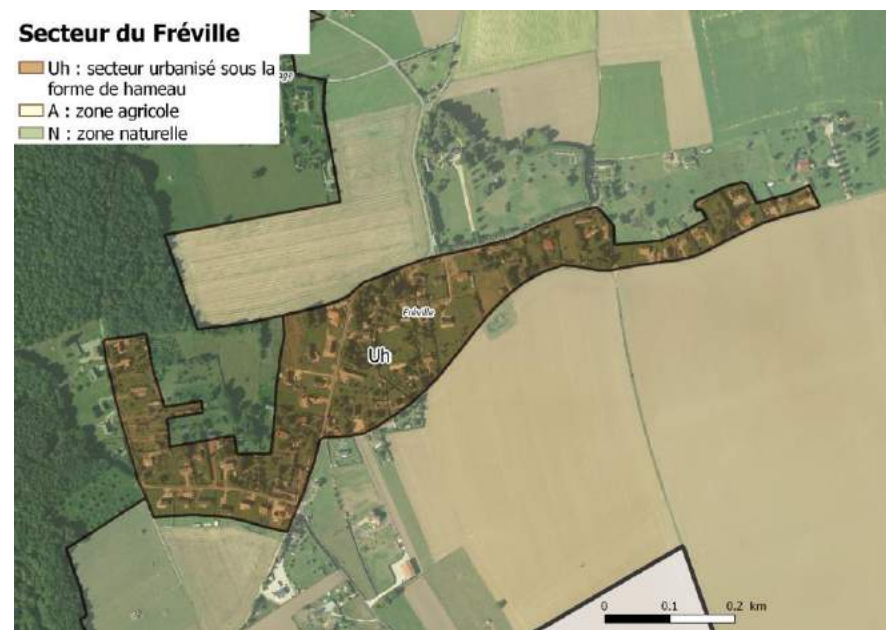 Secteur du Fréville
Uh : secteur urbanisé sous la
forme de hameau
A : zone agricole
N : zone naturelle
Fréville
Uh
0 0.1 0.2 km